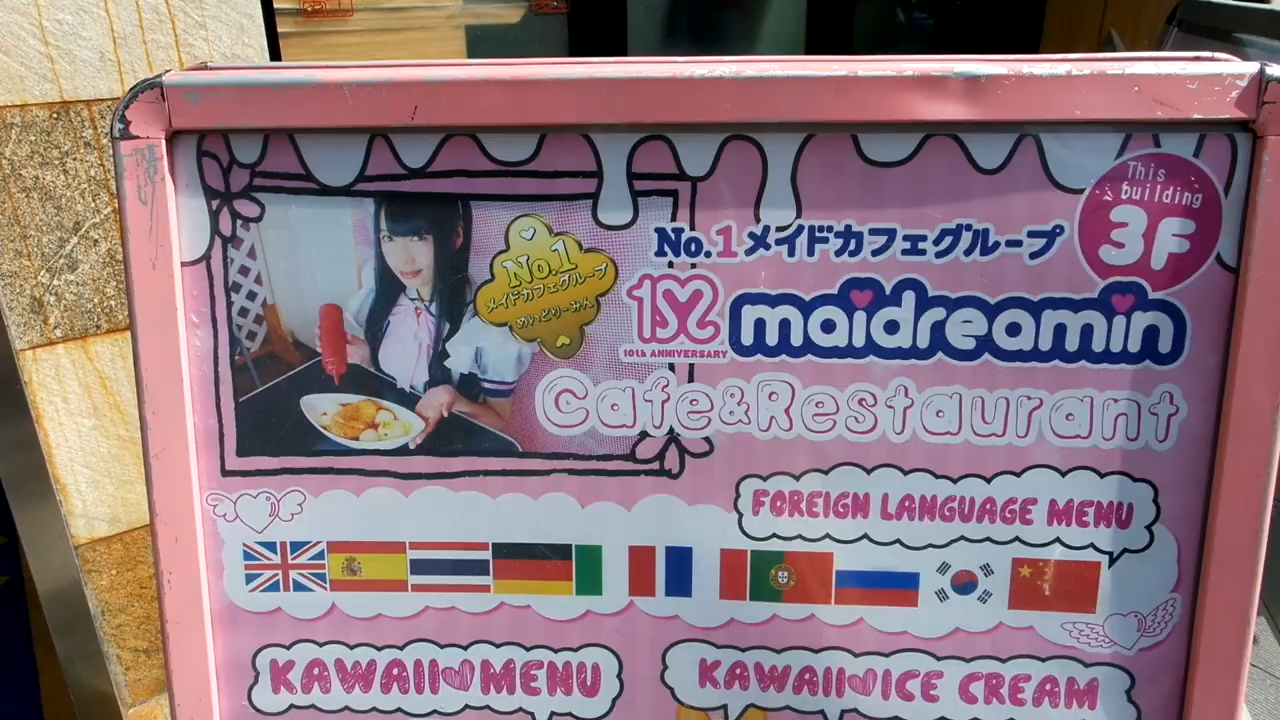 This
building
3F
No.1メイドカフェグループ
No.1
メイドカフェグループ
めいどりーみん
10th ANNIVERSARY
maidreamin
Cafe&Restaurant
FOREIGN LANGUAGE MENU
KAWAII MENU
KAWAII ICE CREAM